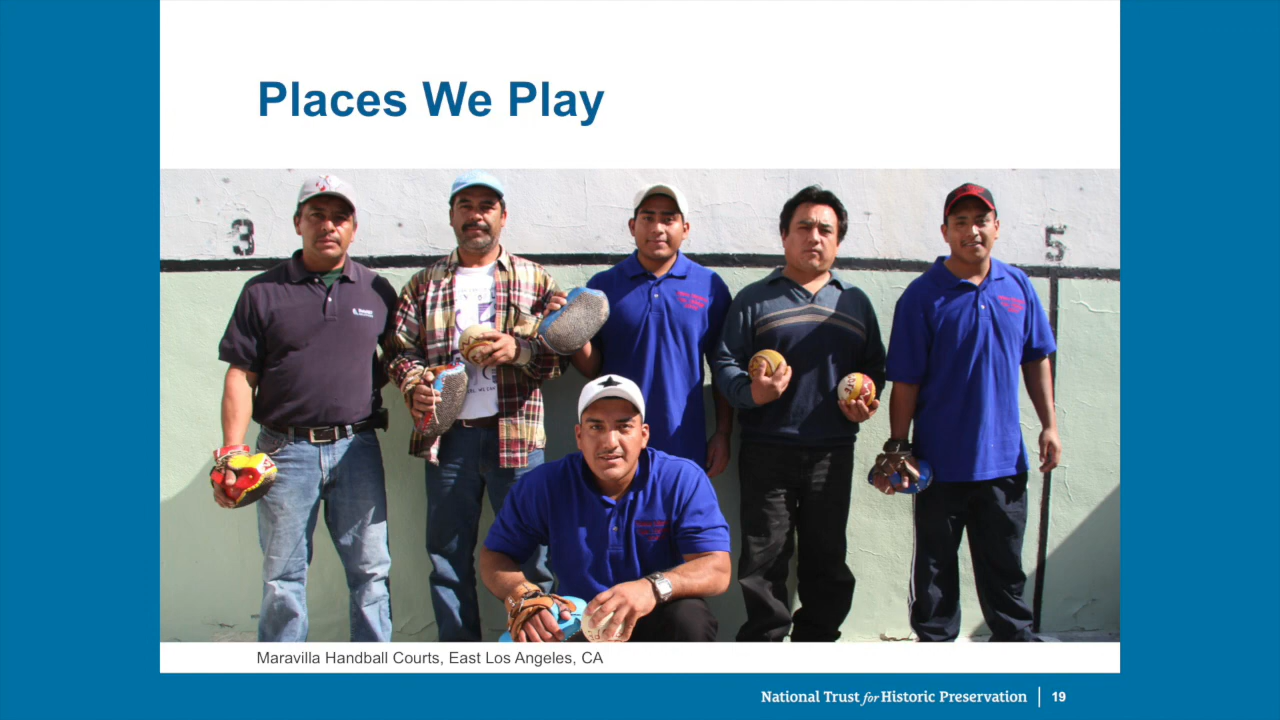 Places We Play
3
5
Maravilla Handball Courts, East Los Angeles, CA
National Trust for Historic Preservation | 19